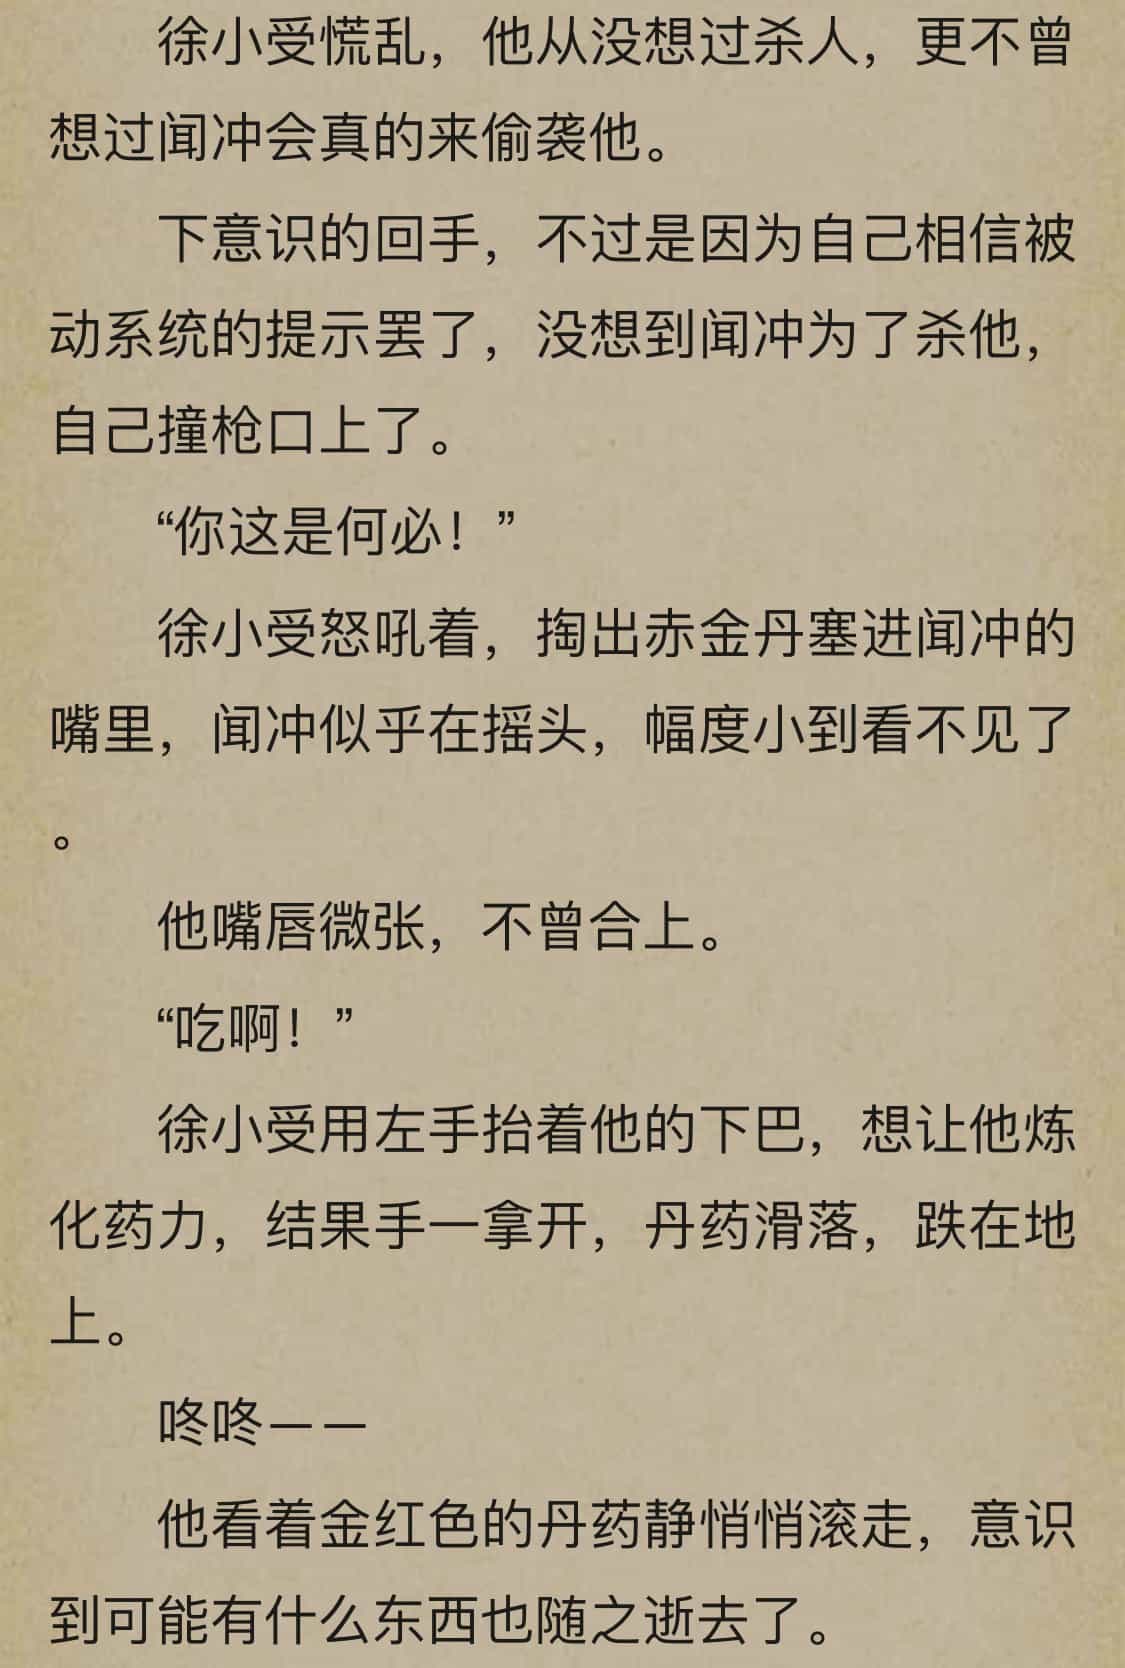 徐小受慌乱，他从没想过杀人，更不曾
想过闻冲会真的来偷袭他。
下意识的回手，不过是因为自己相信被
动系统的提示罢了，没想到闻冲为了杀他，
自己撞枪口上了。
“你这是何必！”
徐小受怒吼着，掏出赤金丹塞进闻冲的
嘴里，闻冲似乎在摇头，幅度小到看不见了
。
他嘴唇微张，不曾合上。
“吃啊！”
徐小受用左手抬着他的下巴，想让他炼
化药力，结果手一拿开，丹药滑落，跌在地
上。
咚咚——
他看着金红色的丹药静悄悄滚走，意识
到可能有什么东西也随之逝去了。